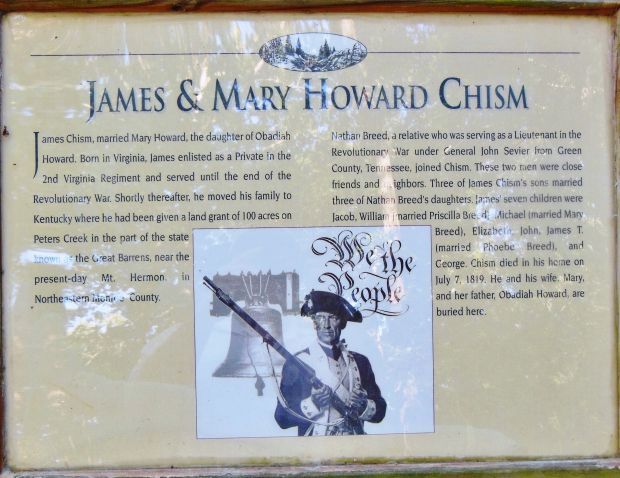 JAMES & MARY HOWARD CHISM
James Chism, married Mary Howard, the daughter of Obadiah
Howard. Born in Virginia, James enlisted as a Private in the
2nd Virginia Regiment and served until the end of the
Revolutionary War. Shortly thereafter, he moved his family to
Kentucky where he had been given a land grant of 100 acres on
Peters Creek in the part of the state
known as the Great Barrens, near the
present-day Mt. Hermon in
Northeastern Monroe County.
Nathan Breed, a relative who was serving as a Lieutenant in the
Revolutionary War under General John Sevier from Green
County, Tennessee, joined Chism. These two men were close
friends and neighbors. Three of James Chism's sons married
three of Nathan Breed's daughters. James' seven children were
Jacob, William (married Priscilla Breed), Michael (married Mary
Breed), Elizabeth, John, James T.
(married Phoebe Breed), and
George. Chism died in his home on
July 7, 1819. He and his wife, Mary,
and her father, Obadiah Howard, are
buried here.
We the
People